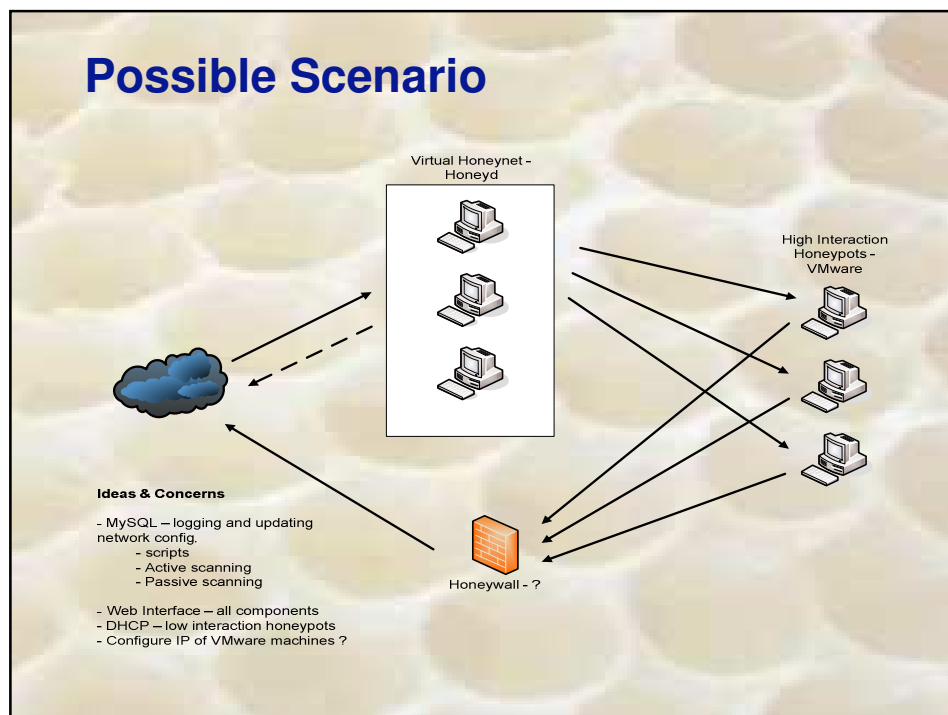 Possible Scenario
Virtual Honeynet -
Honeyd
High Interaction
Honeypots -
VMware
Honeywall - ?
Ideas & Concerns
- MySQL – logging and updating
network config.
- scripts
- Active scanning
- Passive scanning
- Web Interface – all components
- DHCP – low interaction honeypots
- Configure IP of VMware machines ?